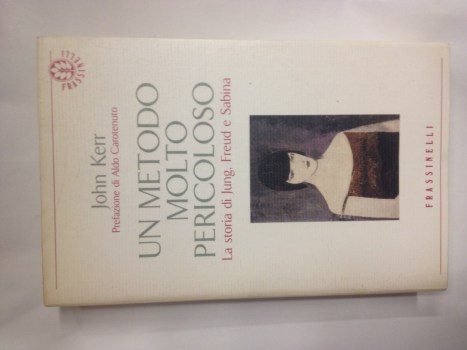 John Kerr
Prefazione di Aldo Carotenuto
UN METODO
MOLTO
PERICOLOSO
La storia di Jung, Freud e Sabina
FRASSINELLI